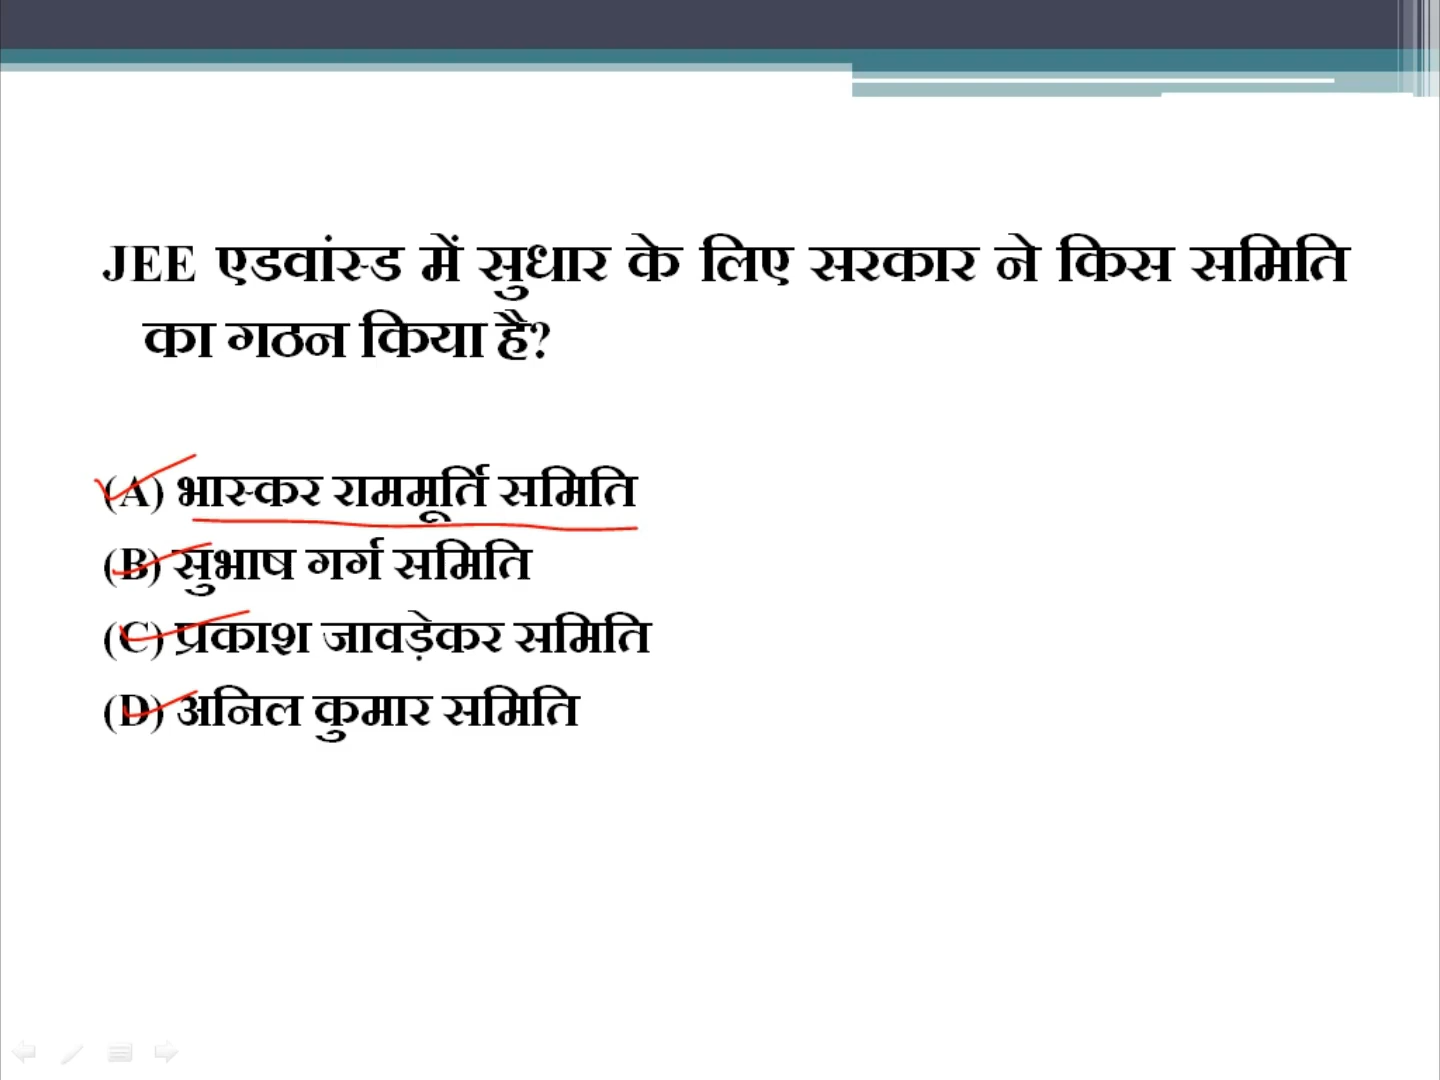 JEE एडवांस्ड में सुधार के लिए सरकार ने किस समिति
का गठन किया है?
(A) भास्कर राममूर्ति समिति
(B) सुभाष गर्ग समिति
(C) प्रकाश जावड़ेकर समिति
(D) अनिल कुमार समिति